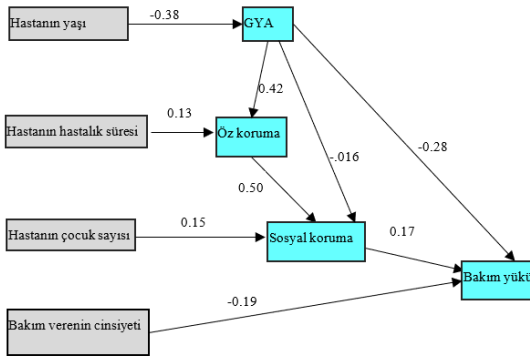 Hastanın yaşı
-0.38
GYA
0.42
Hastanın hastalık süresi
0.13
Öz koruma
-.016
-0.28
0.50
Hastanın çocuk sayısı
0.15
Sosyal koruma
0.17
Bakım yükü
-0.19
Bakım verenin cinsiyeti